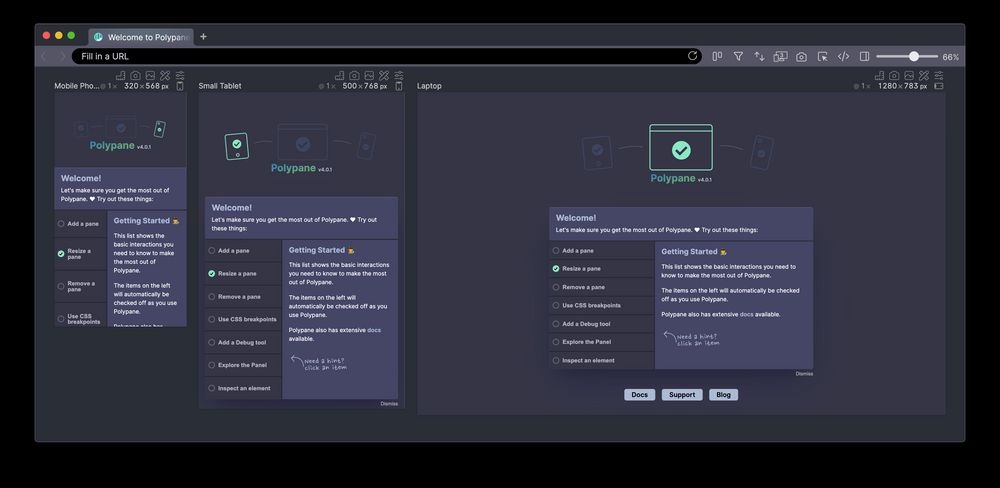 Welcome to Polypane
Fill in a URL
66%
Mobile Pho... 1× 320×568 px
Polypane v4.0.1
Welcome!
Let's make sure you get the most out of
Polypane. ♥ Try out these things:
Add a pane
Resize a
pane
Remove a
pane
Use CSS
breakpoints
Getting Started
This list shows the
basic interactions you
need to know to make
the most out of
Polypane.
The items on the left
will automatically be
checked off as you use
Polypane.
Polypane also has
Small Tablet 1× 500×768 px
Polypane v4.0.1
Welcome!
Let's make sure you get the most out of Polypane. ♥ Try out
these things:
Add a pane
Resize a pane
Remove a pane
Use CSS breakpoints
Add a Debug tool
Explore the Panel
Inspect an element
Getting Started
This list shows the basic interactions
you need to know to make the most
out of Polypane.
The items on the left will
automatically be checked off as you
use Polypane.
Polypane also has extensive docs
available.
Need a hint?
click an item
Dismiss
Laptop 1× 1280×783 px
Polypane v4.0.1
Welcome!
Let's make sure you get the most out of Polypane. ♥ Try out these things:
Add a pane
Resize a pane
Remove a pane
Use CSS breakpoints
Add a Debug tool
Explore the Panel
Inspect an element
Getting Started
This list shows the basic interactions you need to
know to make the most out of Polypane.
The items on the left will automatically be checked
off as you use Polypane.
Polypane also has extensive docs available.
Need a hint?
click an item
Dismiss
Docs
Support
Blog